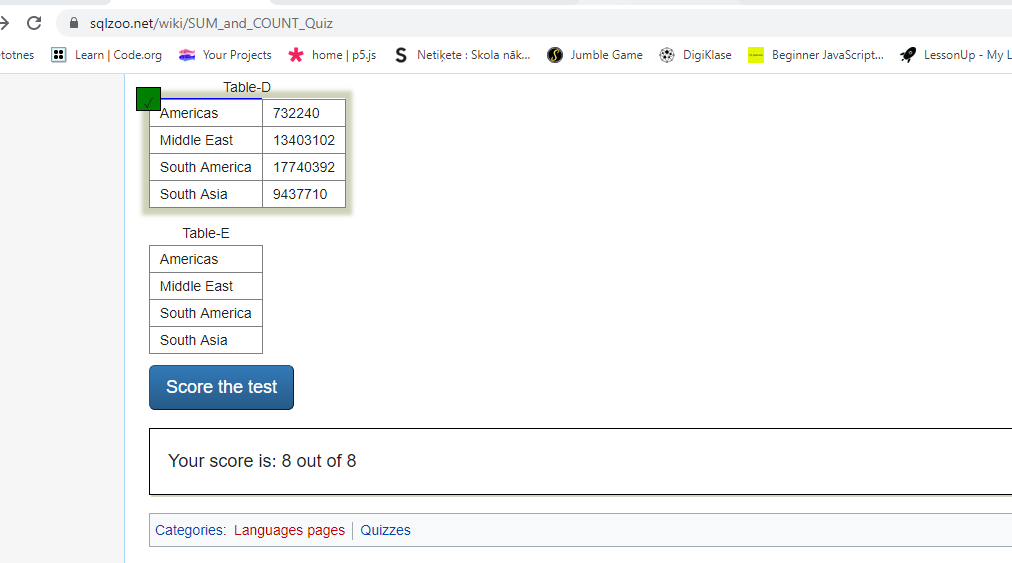 sqlzoo.net/wiki/SUM_and_COUNT_Quiz
totnes Learn | Code.org Your Projects home | p5.js Netiķete : Skola nāk... Jumble Game DigiKlase Beginner JavaScript... LessonUp - My L
Table-D
Americas 732240
Middle East 13403102
South America 17740392
South Asia 9437710
Table-E
Americas
Middle East
South America
South Asia
Score the test
Your score is: 8 out of 8
Categories: Languages pages | Quizzes